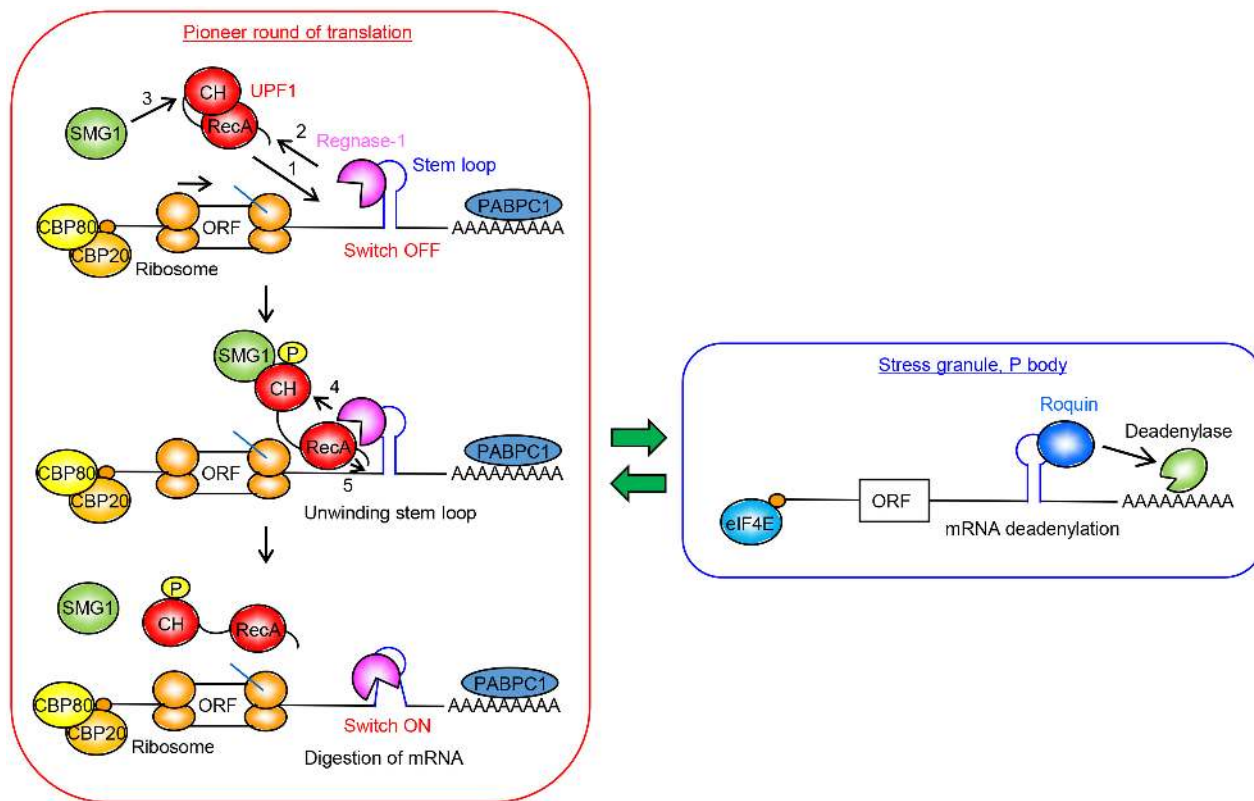 Pioneer round of translation
CH
UPF1
3
SMG1
RecA
2
Regnase-1
1
Stem loop
CBP80
CBP20
ORF
Ribosome
Switch OFF
PABPC1
AAAAAAAAA
SMG1
P
CH
4
RecA
5
CBP80
CBP20
ORF
PABPC1
AAAAAAAAA
Unwinding stem loop
SMG1
P
CH
RecA
CBP80
CBP20
ORF
Ribosome
Switch ON
Digestion of mRNA
PABPC1
AAAAAAAAA
Stress granule, P body
Roquin
Deadenylase
eIF4E
ORF
AAAAAAAAA
mRNA deadenylation